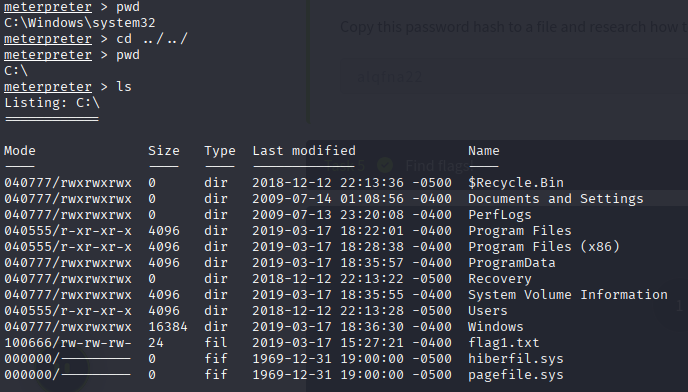 meterpreter > pwd
C:\Windows\system32
meterpreter > cd ../../
meterpreter > pwd
C:\
meterpreter > ls
Listing: C:\
============
Mode              Size   Type  Last modified              Name
----              ----   ----  -------------              ----
040777/rwxrwxrwx  0      dir   2018-12-12 22:13:36 -0500  $Recycle.Bin
040777/rwxrwxrwx  0      dir   2009-07-14 01:08:56 -0400  Documents and Settings
040777/rwxrwxrwx  0      dir   2009-07-13 23:20:08 -0400  PerfLogs
040555/r-xr-xr-x  4096   dir   2019-03-17 18:22:01 -0400  Program Files
040555/r-xr-xr-x  4096   dir   2019-03-17 18:28:38 -0400  Program Files (x86)
040777/rwxrwxrwx  4096   dir   2019-03-17 18:35:57 -0400  ProgramData
040777/rwxrwxrwx  0      dir   2018-12-12 22:13:22 -0500  Recovery
040777/rwxrwxrwx  4096   dir   2019-03-17 18:35:55 -0400  System Volume Information
040555/r-xr-xr-x  4096   dir   2018-12-12 22:13:28 -0500  Users
040777/rwxrwxrwx  16384  dir   2019-03-17 18:36:30 -0400  Windows
100666/rw-rw-rw-  24     fil   2019-03-17 15:27:21 -0400  flag1.txt
000000/---------  0      fif   1969-12-31 19:00:00 -0500  hiberfil.sys
000000/---------  0      fif   1969-12-31 19:00:00 -0500  pagefile.sys
Copy this password hash to a file and research how t
Find flags